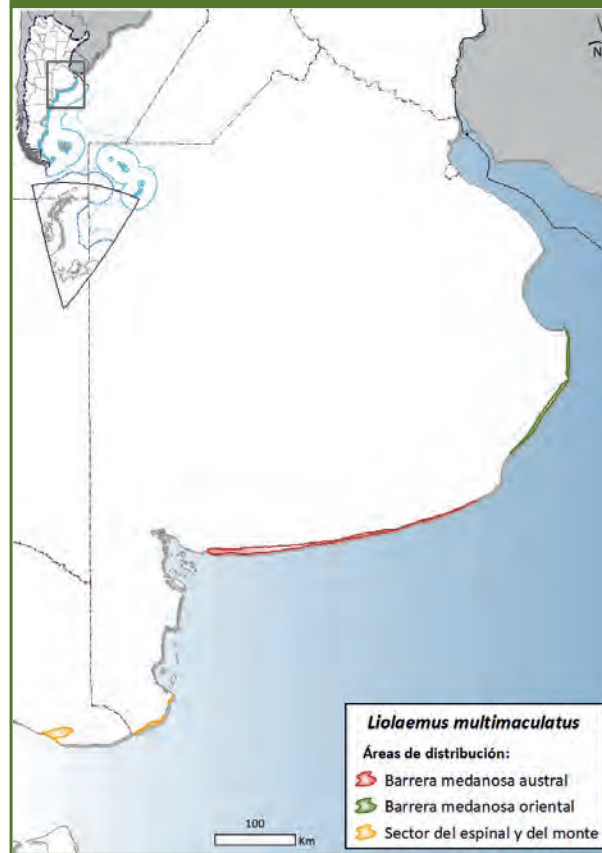 N
Liolaemus multimaculatus
Áreas de distribución:
Barrera medanosa austral
Barrera medanosa oriental
Sector del espinal y del monte
100
Km